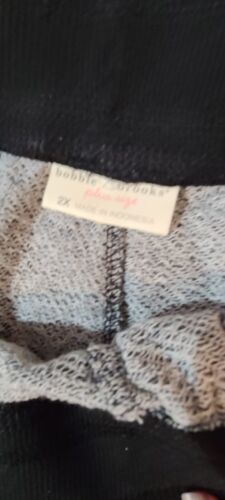 bobbie brooks®
plus size
2X MADE IN INDONESIA